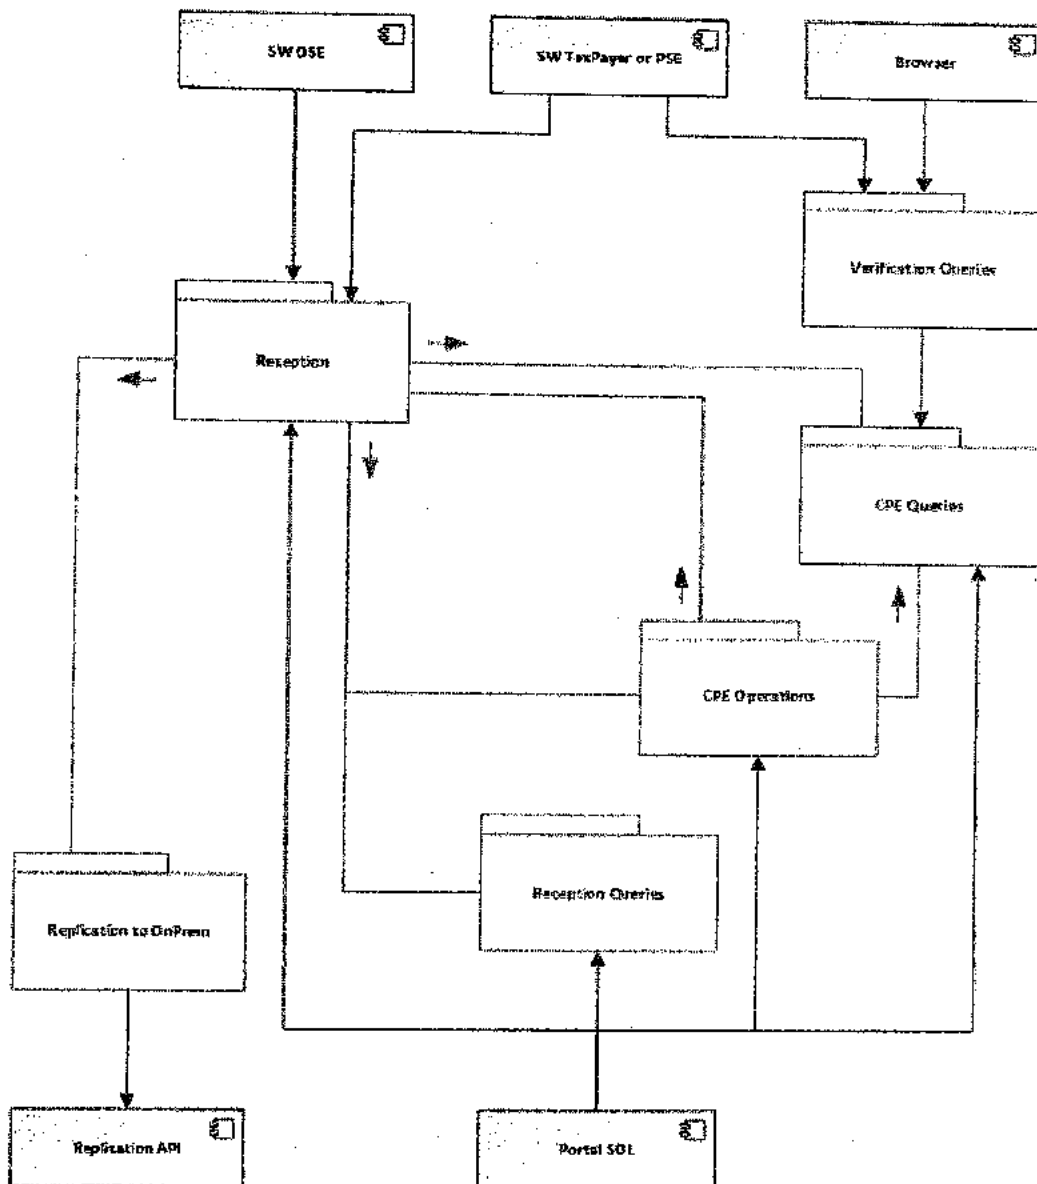 SW OSE
SW TaxPayer or PSE
Browser
Verification Queries
Reception
CPE Queries
CPE Operations
Reception Queries
Replication to OnPrem
Replication API
Portal SOL